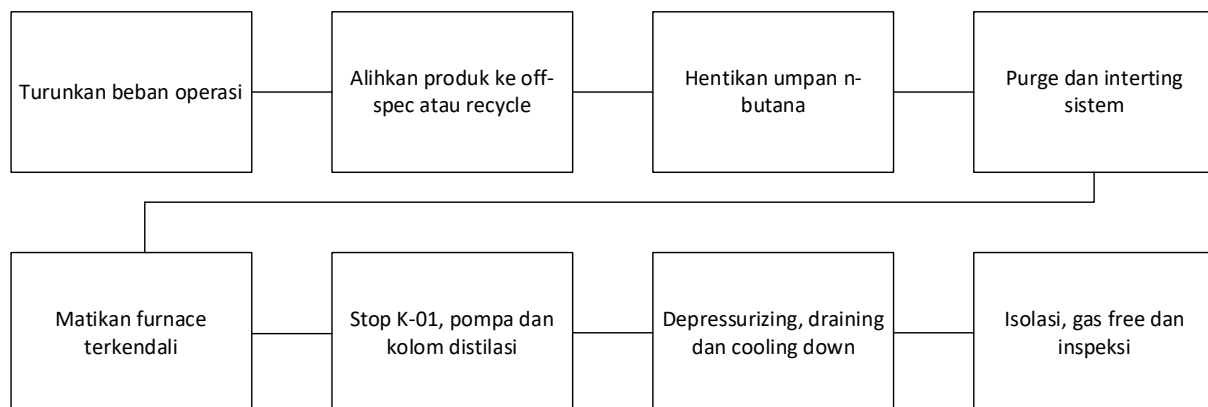 Turunkan beban operasi
Alihkan produk ke off-
spec atau recycle
Hentikan umpan n-
butana
Purge dan interting
sistem
Matikan furnace
terkendali
Stop K-01, pompa dan
kolom distilasi
Depressurizing, draining
dan cooling down
Isolasi, gas free dan
inspeksi